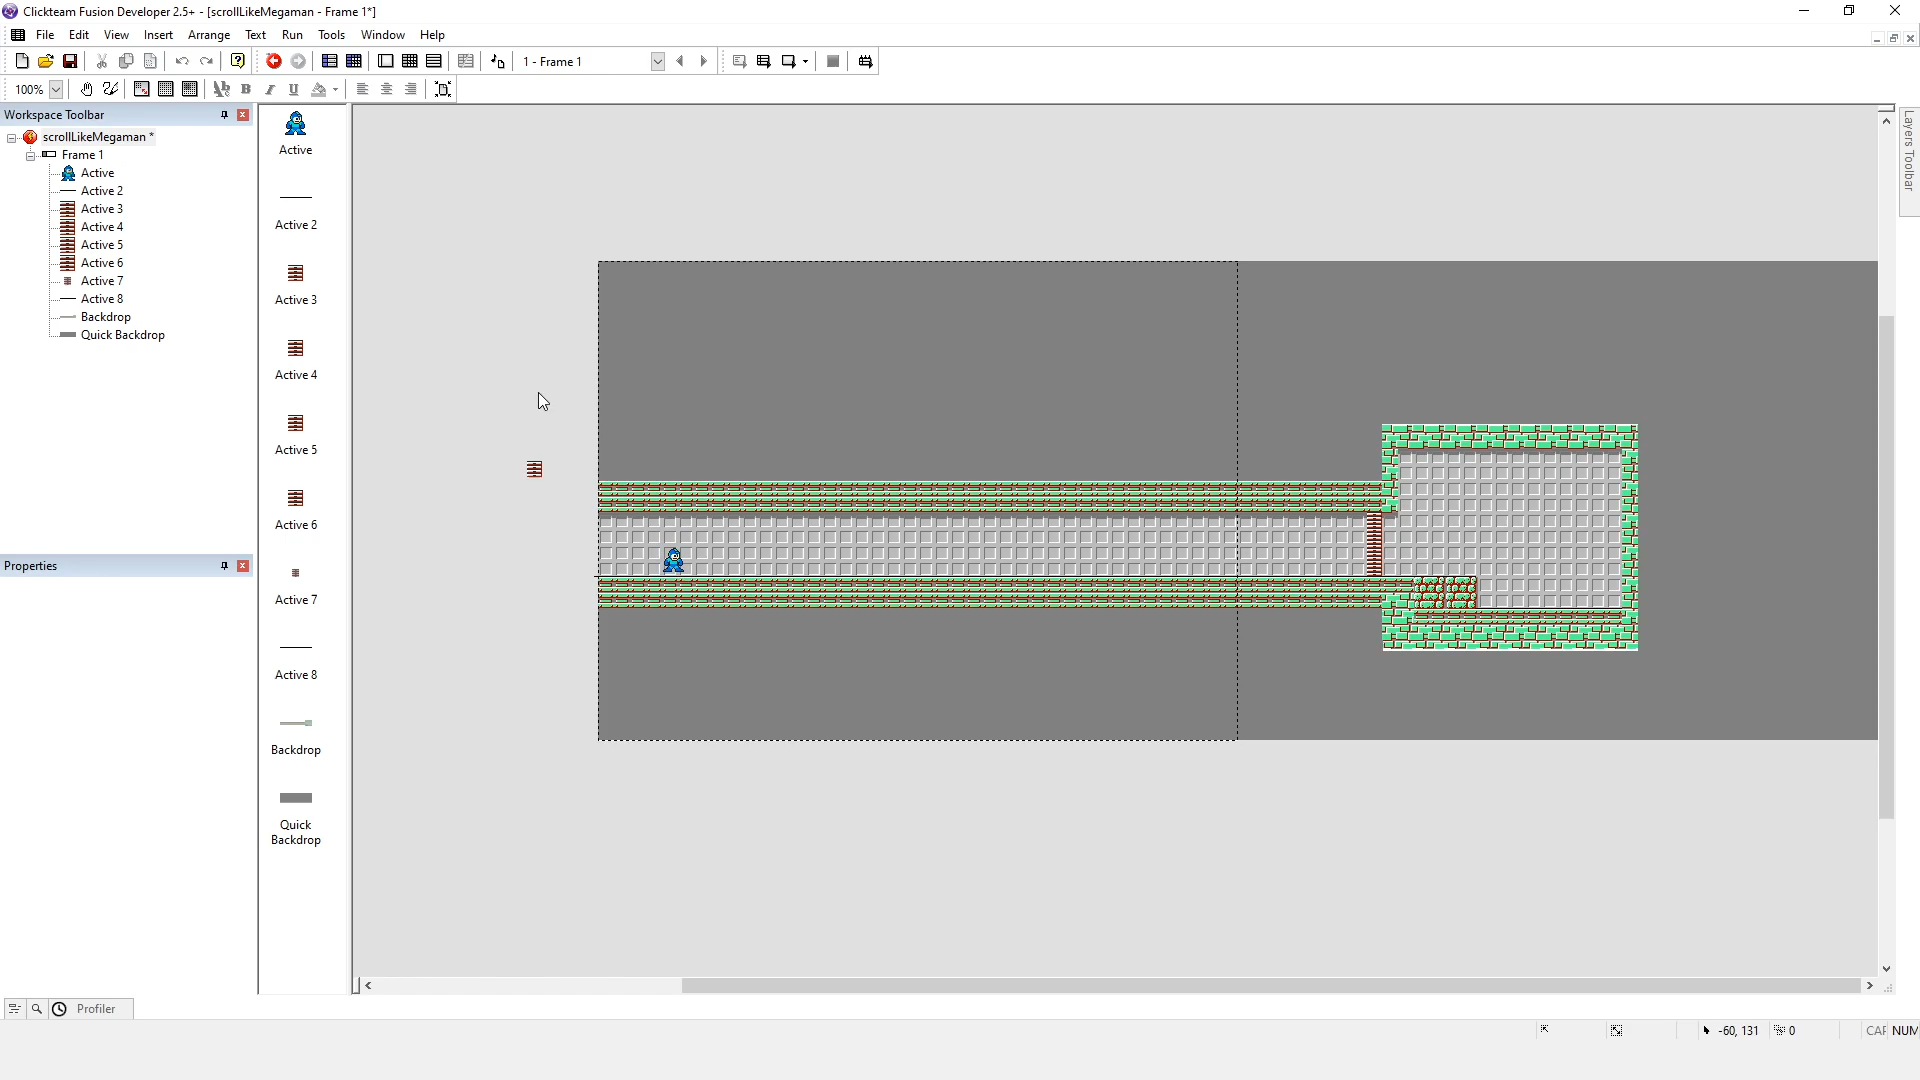 Clickteam Fusion Developer 2.5+ - [scrollLikeMegaman - Frame 1*]
File Edit View Insert Arrange Text Run Tools Window Help
1 - Frame 1
100%
Workspace Toolbar
scrollLikeMegaman *
Frame 1
Active
Active 2
Active 3
Active 4
Active 5
Active 6
Active 7
Active 8
Backdrop
Quick Backdrop
Properties
Active
Active 2
Active 3
Active 4
Active 5
Active 6
Active 7
Active 8
Backdrop
Quick
Backdrop
Layers Toolbar
Profiler
-60, 131
0
CAF NUM